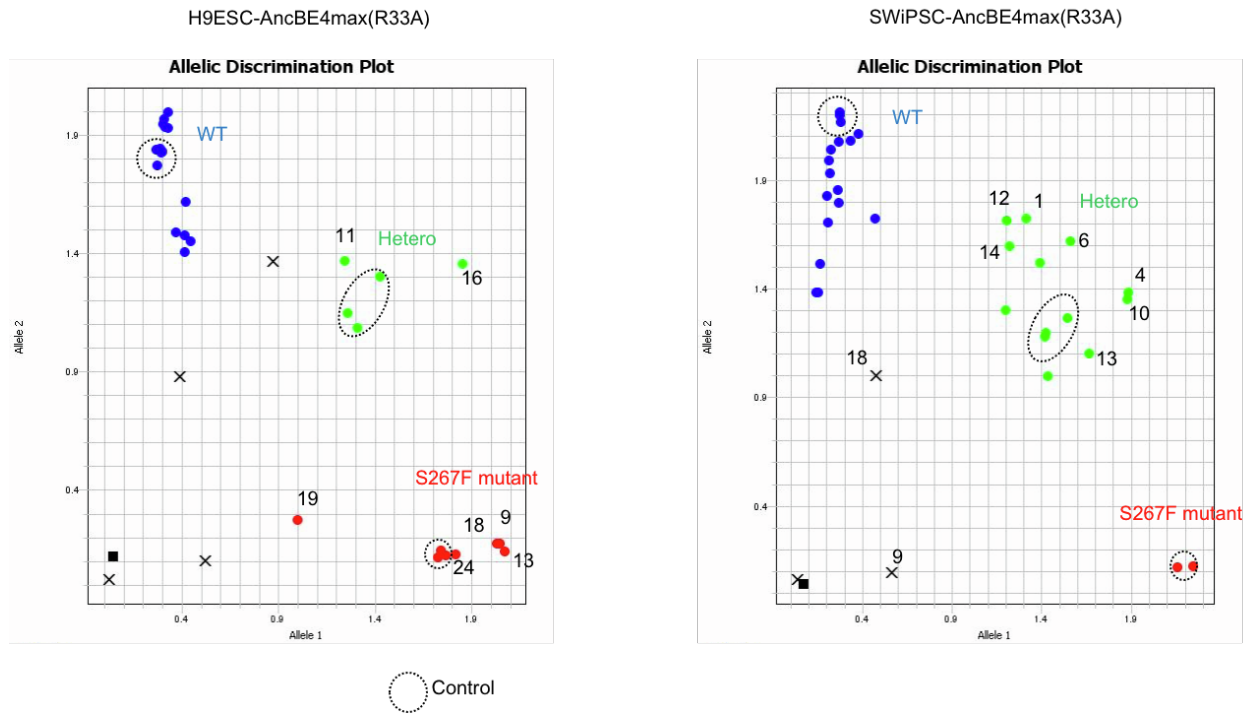 H9ESC-AncBE4max(R33A)
Allelic Discrimination Plot
WT
Hetero
11
16
S267F mutant
19
18
9
24
13
1.9
1.4
0.9
0.4
Allele 2
0.4
0.9
1.4
1.9
Allele 1
SWiPSC-AncBE4max(R33A)
Allelic Discrimination Plot
WT
12
1
Hetero
14
6
4
10
13
18
9
S267F mutant
1.9
1.4
0.9
0.4
Allele 2
0.4
0.9
1.4
1.9
Allele 1
Control